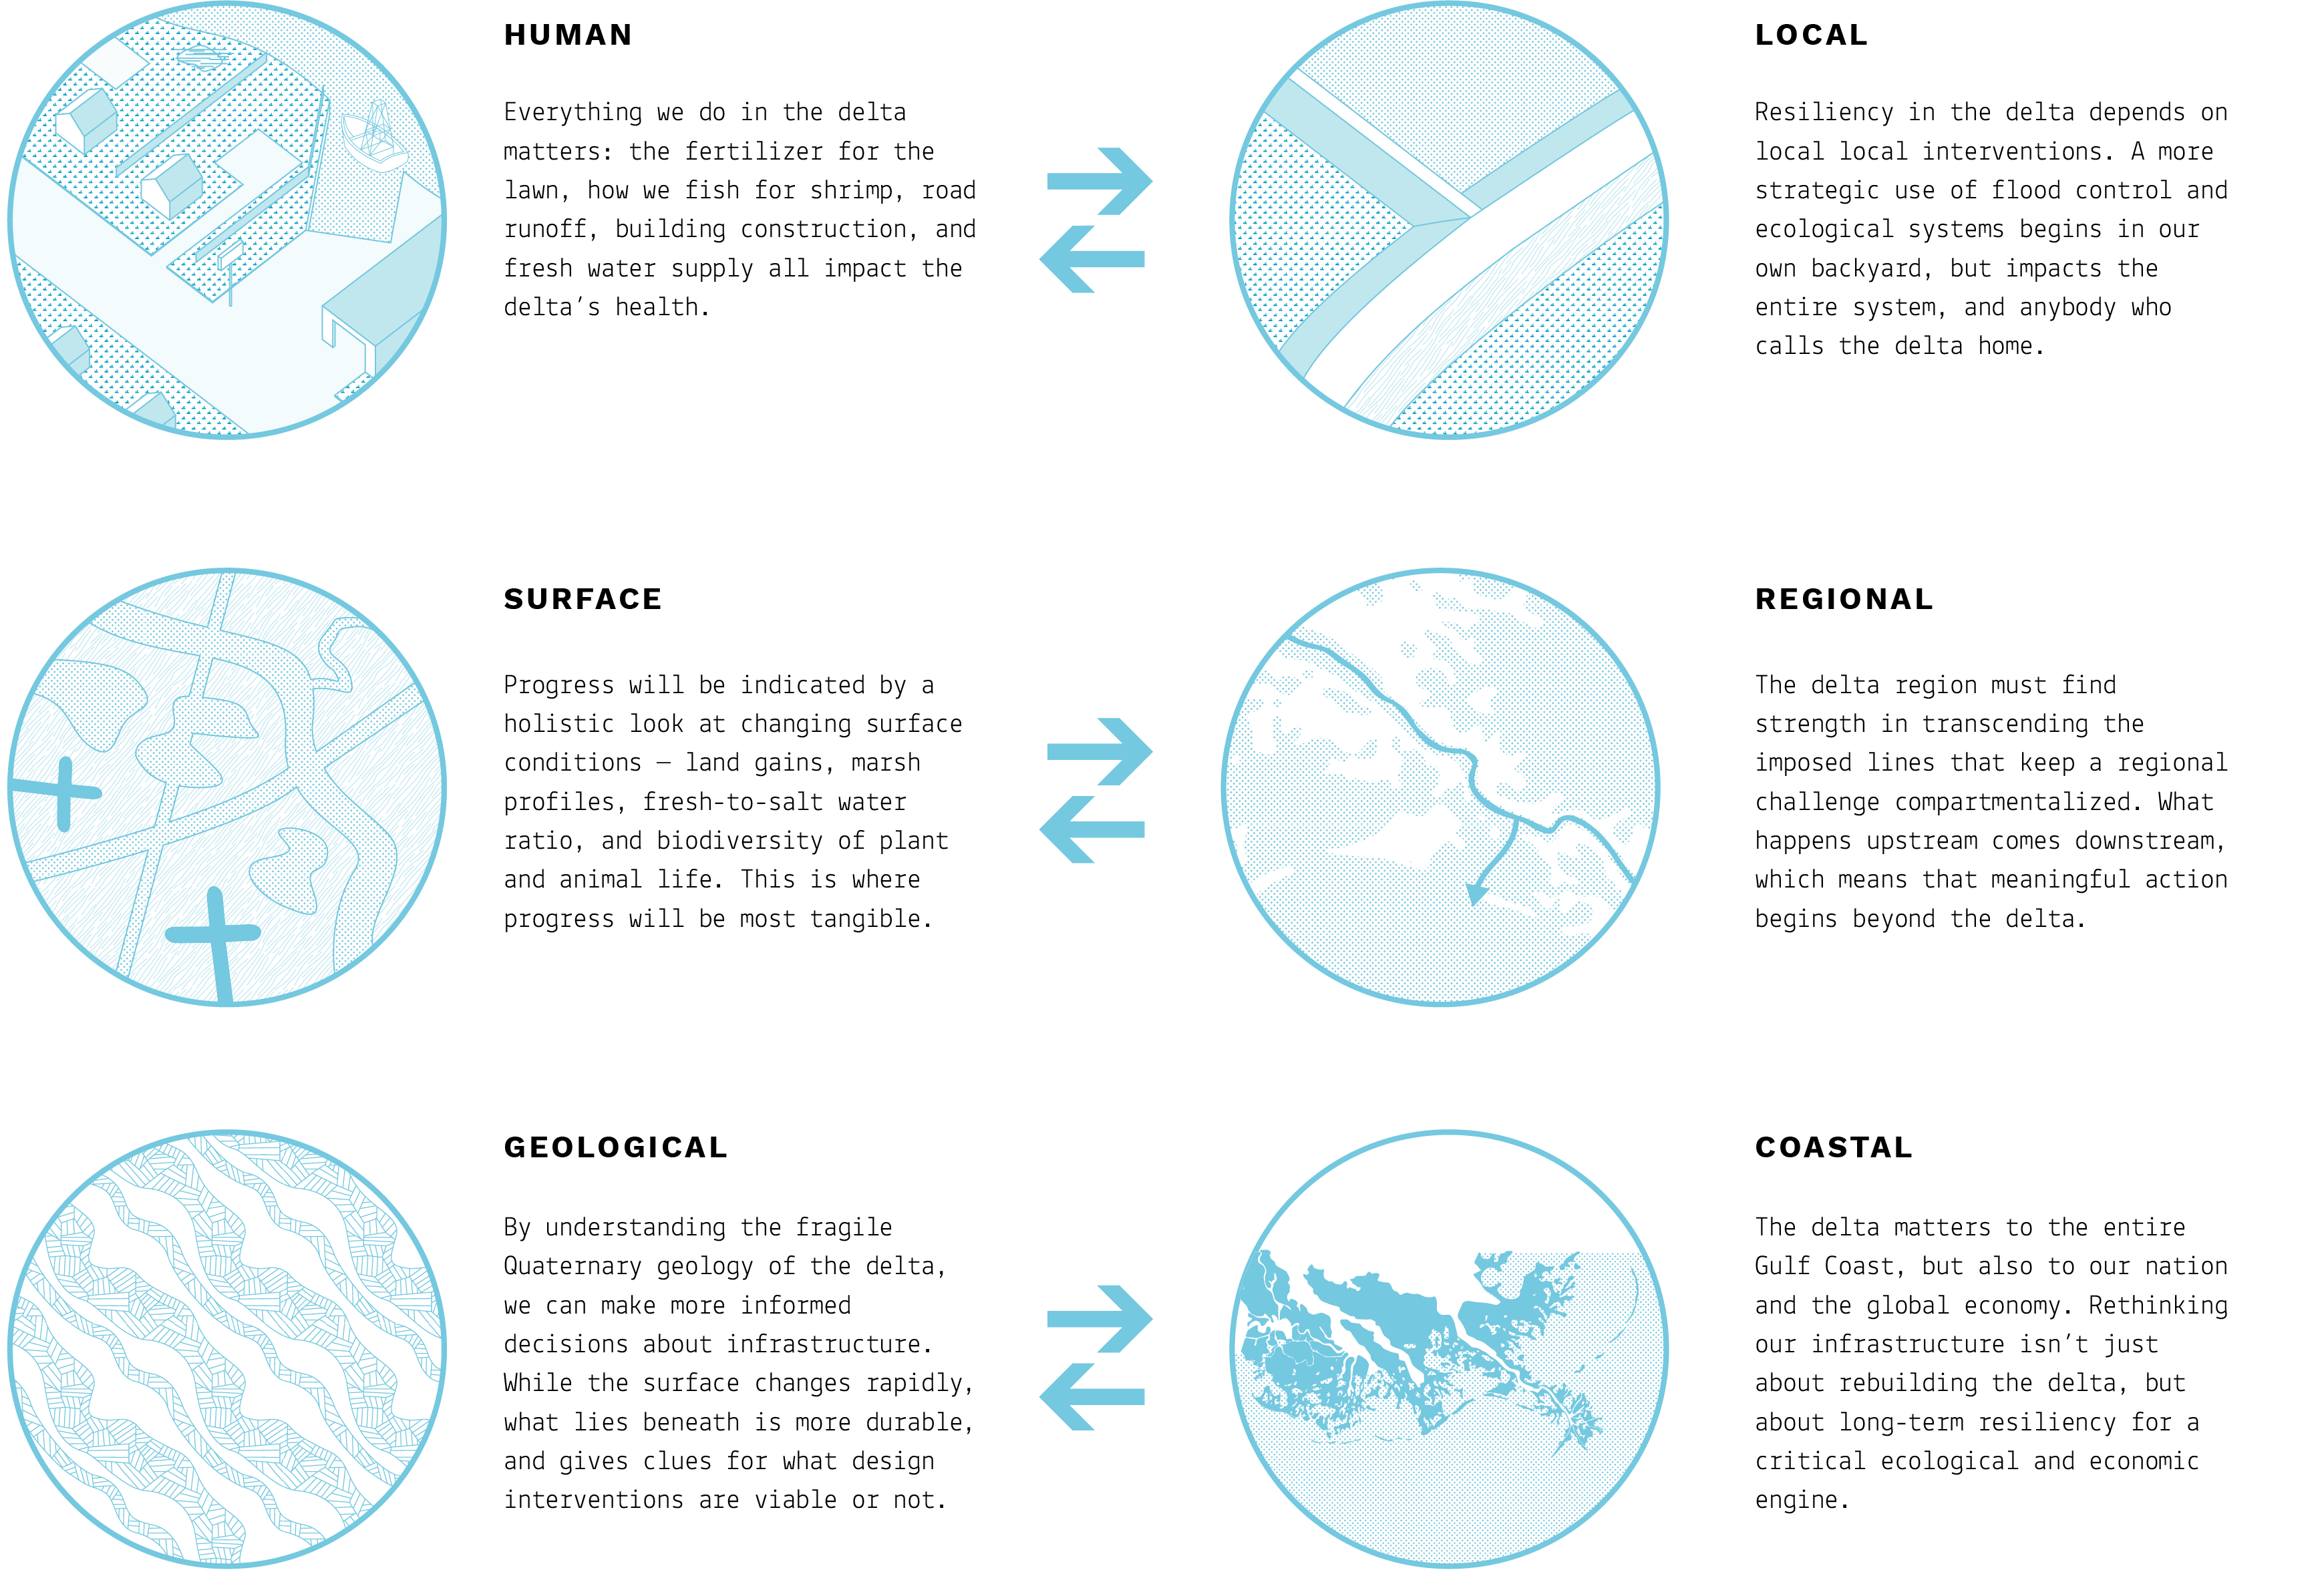 HUMAN
Everything we do in the delta
matters: the fertilizer for the
lawn, how we fish for shrimp, road
runoff, building construction, and
fresh water supply all impact the
delta’s health.
LOCAL
Resiliency in the delta depends on
local local interventions. A more
strategic use of flood control and
ecological systems begins in our
own backyard, but impacts the
entire system, and anybody who
calls the delta home.
SURFACE
Progress will be indicated by a
holistic look at changing surface
conditions – land gains, marsh
profiles, fresh-to-salt water
ratio, and biodiversity of plant
and animal life. This is where
progress will be most tangible.
REGIONAL
The delta region must find
strength in transcending the
imposed lines that keep a regional
challenge compartmentalized. What
happens upstream comes downstream,
which means that meaningful action
begins beyond the delta.
GEOLOGICAL
By understanding the fragile
Quaternary geology of the delta,
we can make more informed
decisions about infrastructure.
While the surface changes rapidly,
what lies beneath is more durable,
and gives clues for what design
interventions are viable or not.
COASTAL
The delta matters to the entire
Gulf Coast, but also to our nation
and the global economy. Rethinking
our infrastructure isn’t just
about rebuilding the delta, but
about long-term resiliency for a
critical ecological and economic
engine.